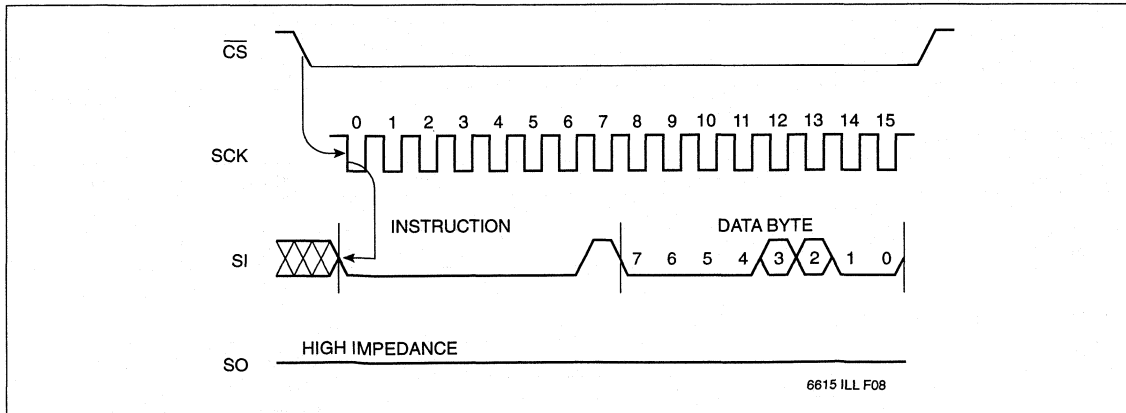 CS
0 1 2 3 4 5 6 7 8 9 10 11 12 13 14 15
SCK
INSTRUCTION DATA BYTE
SI 7 6 5 4 3 2 1 0
HIGH IMPEDANCE
SO
6615 ILL F08